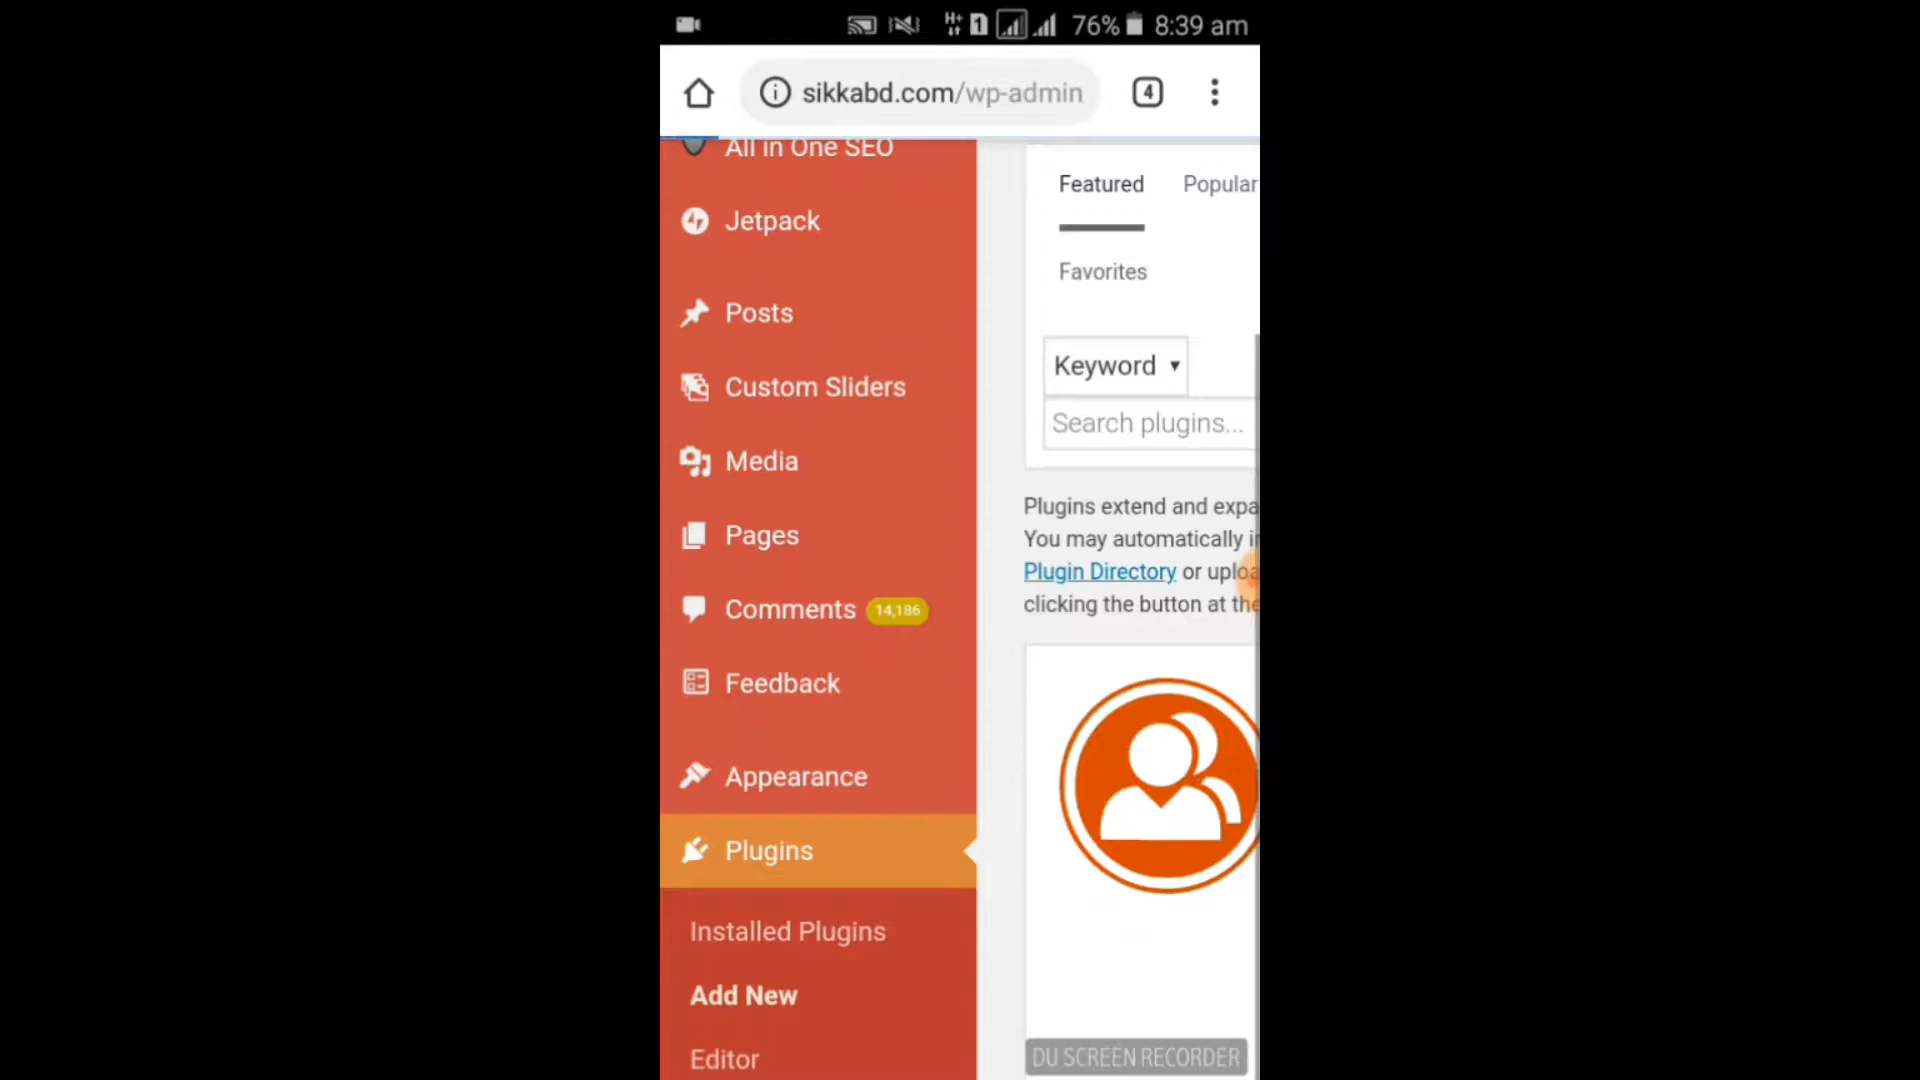 H+ 1 76% 8:39 am
sikkabd.com/wp-admin 4
All in One SEO
Jetpack
Posts
Custom Sliders
Media
Pages
Comments 14,186
Feedback
Appearance
Plugins
Installed Plugins
Add New
Editor
Featured Popular
Favorites
Keyword
Search plugins...
Plugins extend and expa
You may automatically i
Plugin Directory or uploa
clicking the button at the
DU SCREEN RECORDER